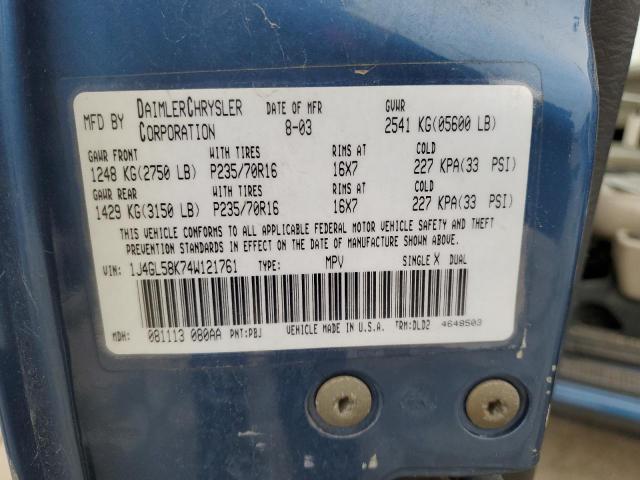 MFD BY DAIMLERCHRYSLER CORPORATION DATE OF MFR 8-03 GVWR 2541 KG(05600 LB)
GAWR FRONT WITH TIRES RIMS AT COLD
1248 KG(2750 LB) P235/70R16 16X7 227 KPA(33 PSI)
GAWR REAR WITH TIRES RIMS AT COLD
1429 KG(3150 LB) P235/70R16 16X7 227 KPA(33 PSI)
THIS VEHICLE CONFORMS TO ALL APPLICABLE FEDERAL MOTOR VEHICLE SAFETY AND THEFT
PREVENTION STANDARDS IN EFFECT ON THE DATE OF MANUFACTURE SHOWN ABOVE.
VIN: 1J4GL58K74W121761 TYPE: MPV SINGLE X DUAL
MDH: 081113 080AA PNT:PBJ VEHICLE MADE IN U.S.A. TRM:DLD2 4648503